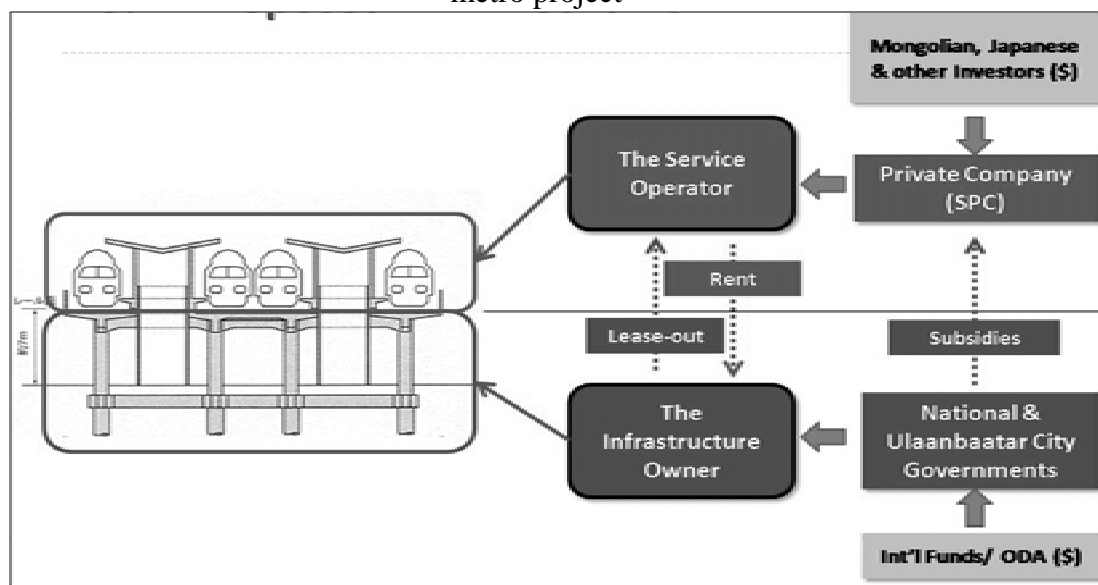 metro project
Mongolian, Japanese
& other Investors ($)
The Service
Operator
Private Company
(SPC)
Rent
Lease-out
Subsidies
The
Infrastructure
Owner
National &
Ulaanbaatar City
Governments
Int'l Funds/ ODA ($)